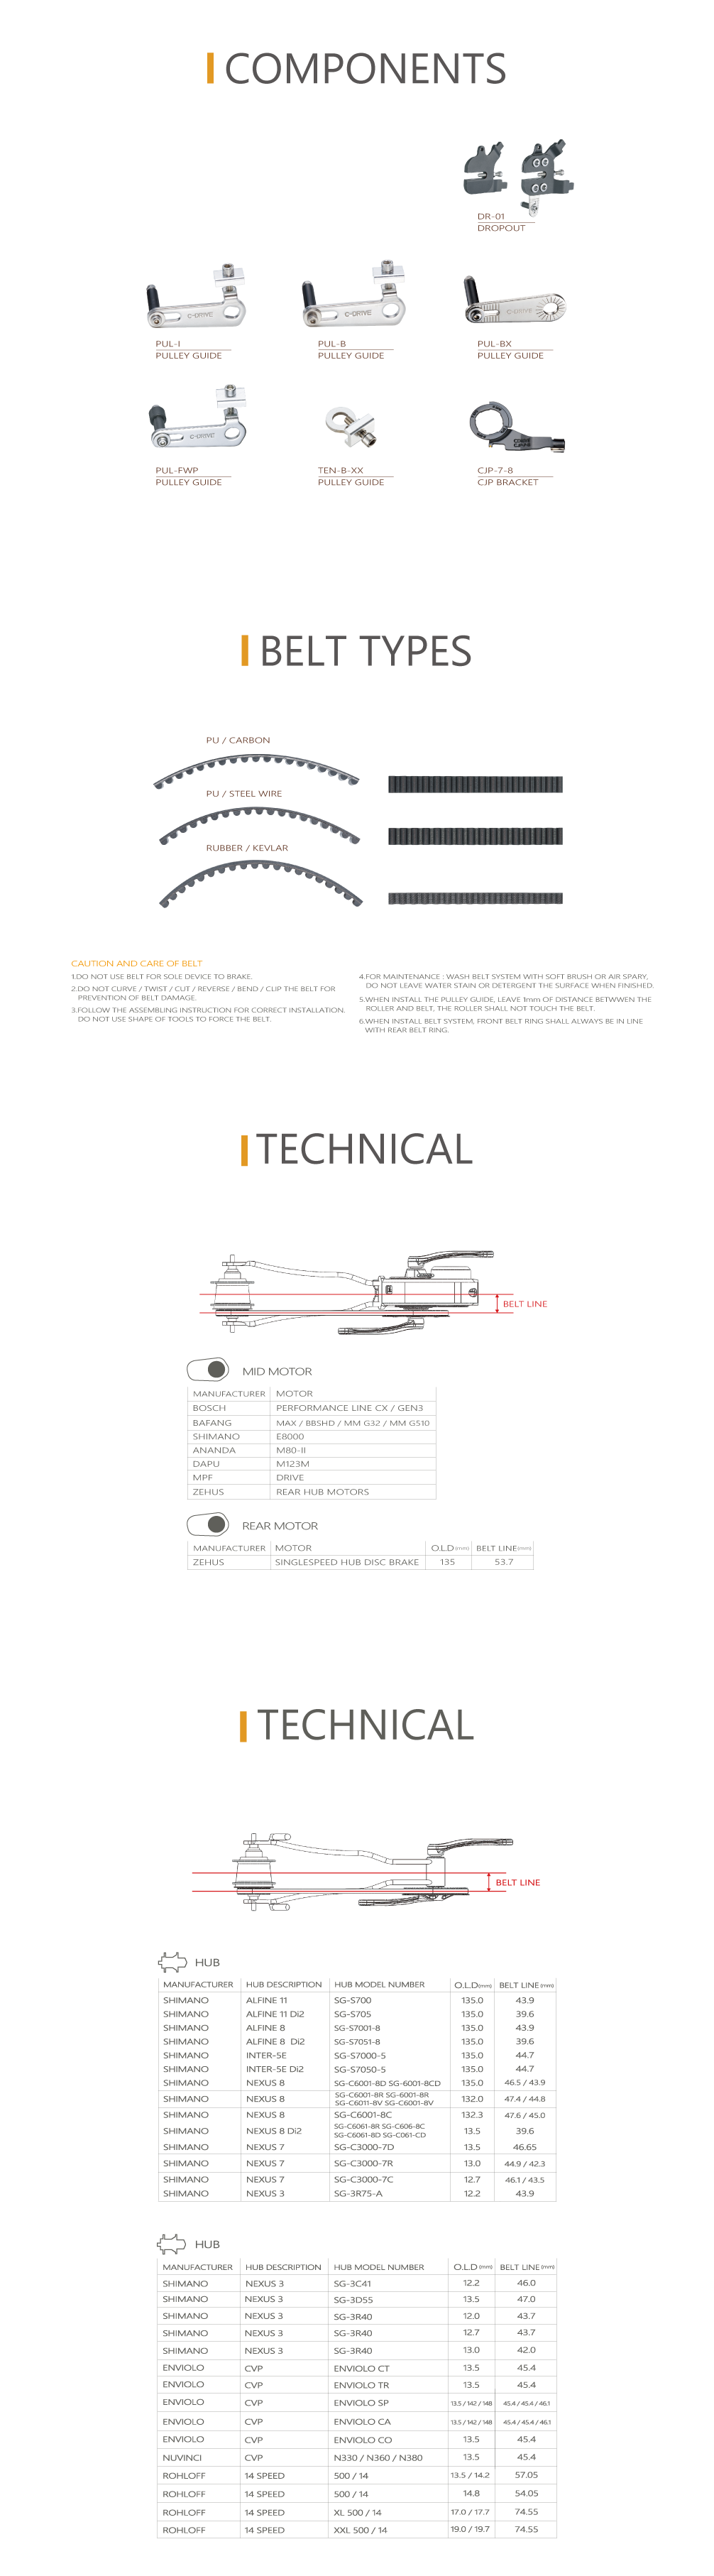 COMPONENTS
DR-01
DROPOUT
C-DRIVE
C-DRIVE
C-DRIVE
PUL-I
PULLEY GUIDE
PUL-B
PULLEY GUIDE
PUL-BX
PULLEY GUIDE
C-DRIVE
PUL-FWP
PULLEY GUIDE
TEN-B-XX
PULLEY GUIDE
CJP-7-8
CJP BRACKET
BELT TYPES
PU / CARBON
PU / STEEL WIRE
RUBBER / KEVLAR
CAUTION AND CARE OF BELT
1.DO NOT USE BELT FOR SOLE DEVICE TO BRAKE.
2.DO NOT CURVE / TWIST / CUT / REVERSE / BEND / CLIP THE BELT FOR
PREVENTION OF BELT DAMAGE.
3.FOLLOW THE ASSEMBLING INSTRUCTION FOR CORRECT INSTALLATION.
DO NOT USE SHAPE OF TOOLS TO FORCE THE BELT.
4.FOR MAINTENANCE : WASH BELT SYSTEM WITH SOFT BRUSH OR AIR SPARY,
DO NOT LEAVE WATER STAIN OR DETERGENT THE SURFACE WHEN FINISHED.
5.WHEN INSTALL THE PULLEY GUIDE, LEAVE 1mm OF DISTANCE BETWWEN THE
ROLLER AND BELT, THE ROLLER SHALL NOT TOUCH THE BELT.
6.WHEN INSTALL BELT SYSTEM, FRONT BELT RING SHALL ALWAYS BE IN LINE
WITH REAR BELT RING.
TECHNICAL
BELT LINE
MID MOTOR
MANUFACTURER MOTOR
BOSCH PERFORMANCE LINE CX / GEN3
BAFANG MAX / BBSHD / MM G32 / MM G510
SHIMANO E8000
ANANDA M80-II
DAPU M123M
MPF DRIVE
ZEHUS REAR HUB MOTORS
REAR MOTOR
MANUFACTURER MOTOR O.L.D (mm) BELT LINE (mm)
ZEHUS SINGLESPEED HUB DISC BRAKE 135 53.7
TECHNICAL
BELT LINE
HUB
MANUFACTURER HUB DESCRIPTION HUB MODEL NUMBER O.L.D(mm) BELT LINE (mm)
SHIMANO ALFINE 11 SG-S700 135.0 43.9
SHIMANO ALFINE 11 Di2 SG-S705 135.0 39.6
SHIMANO ALFINE 8 SG-S7001-8 135.0 43.9
SHIMANO ALFINE 8 Di2 SG-S7051-8 135.0 39.6
SHIMANO INTER-5E SG-S7000-5 135.0 44.7
SHIMANO INTER-5E Di2 SG-S7050-5 135.0 44.7
SHIMANO NEXUS 8 SG-C6001-8D SG-6001-8CD 135.0 46.5 / 43.9
SHIMANO NEXUS 8 SG-C6001-8R SG-6001-8R 132.0 47.4 / 44.8
SG-C6011-8V SG-C6001-8V
SHIMANO NEXUS 8 SG-C6001-8C 132.3 47.6 / 45.0
SHIMANO NEXUS 8 Di2 SG-C6061-8R SG-C606-8C 13.5 39.6
SG-C6061-8D SG-C061-CD
SHIMANO NEXUS 7 SG-C3000-7D 13.5 46.65
SHIMANO NEXUS 7 SG-C3000-7R 13.0 44.9 / 42.3
SHIMANO NEXUS 7 SG-C3000-7C 12.7 46.1 / 43.5
SHIMANO NEXUS 3 SG-3R75-A 12.2 43.9
HUB
MANUFACTURER HUB DESCRIPTION HUB MODEL NUMBER O.L.D (mm) BELT LINE (mm)
SHIMANO NEXUS 3 SG-3C41 12.2 46.0
SHIMANO NEXUS 3 SG-3D55 13.5 47.0
SHIMANO NEXUS 3 SG-3R40 12.0 43.7
SHIMANO NEXUS 3 SG-3R40 12.7 43.7
SHIMANO NEXUS 3 SG-3R40 13.0 42.0
ENVIOLO CVP ENVIOLO CT 13.5 45.4
ENVIOLO CVP ENVIOLO TR 13.5 45.4
ENVIOLO CVP ENVIOLO SP 13.5 / 142 / 148 45.4 / 45.4 / 46.1
ENVIOLO CVP ENVIOLO CA 13.5 / 142 / 148 45.4 / 45.4 / 46.1
ENVIOLO CVP ENVIOLO CO 13.5 45.4
NUVINCI CVP N330 / N360 / N380 13.5 45.4
ROHLOFF 14 SPEED 500 / 14 13.5 / 14.2 57.05
ROHLOFF 14 SPEED 500 / 14 14.8 54.05
ROHLOFF 14 SPEED XL 500 / 14 17.0 / 17.7 74.55
ROHLOFF 14 SPEED XXL 500 / 14 19.0 / 19.7 74.55